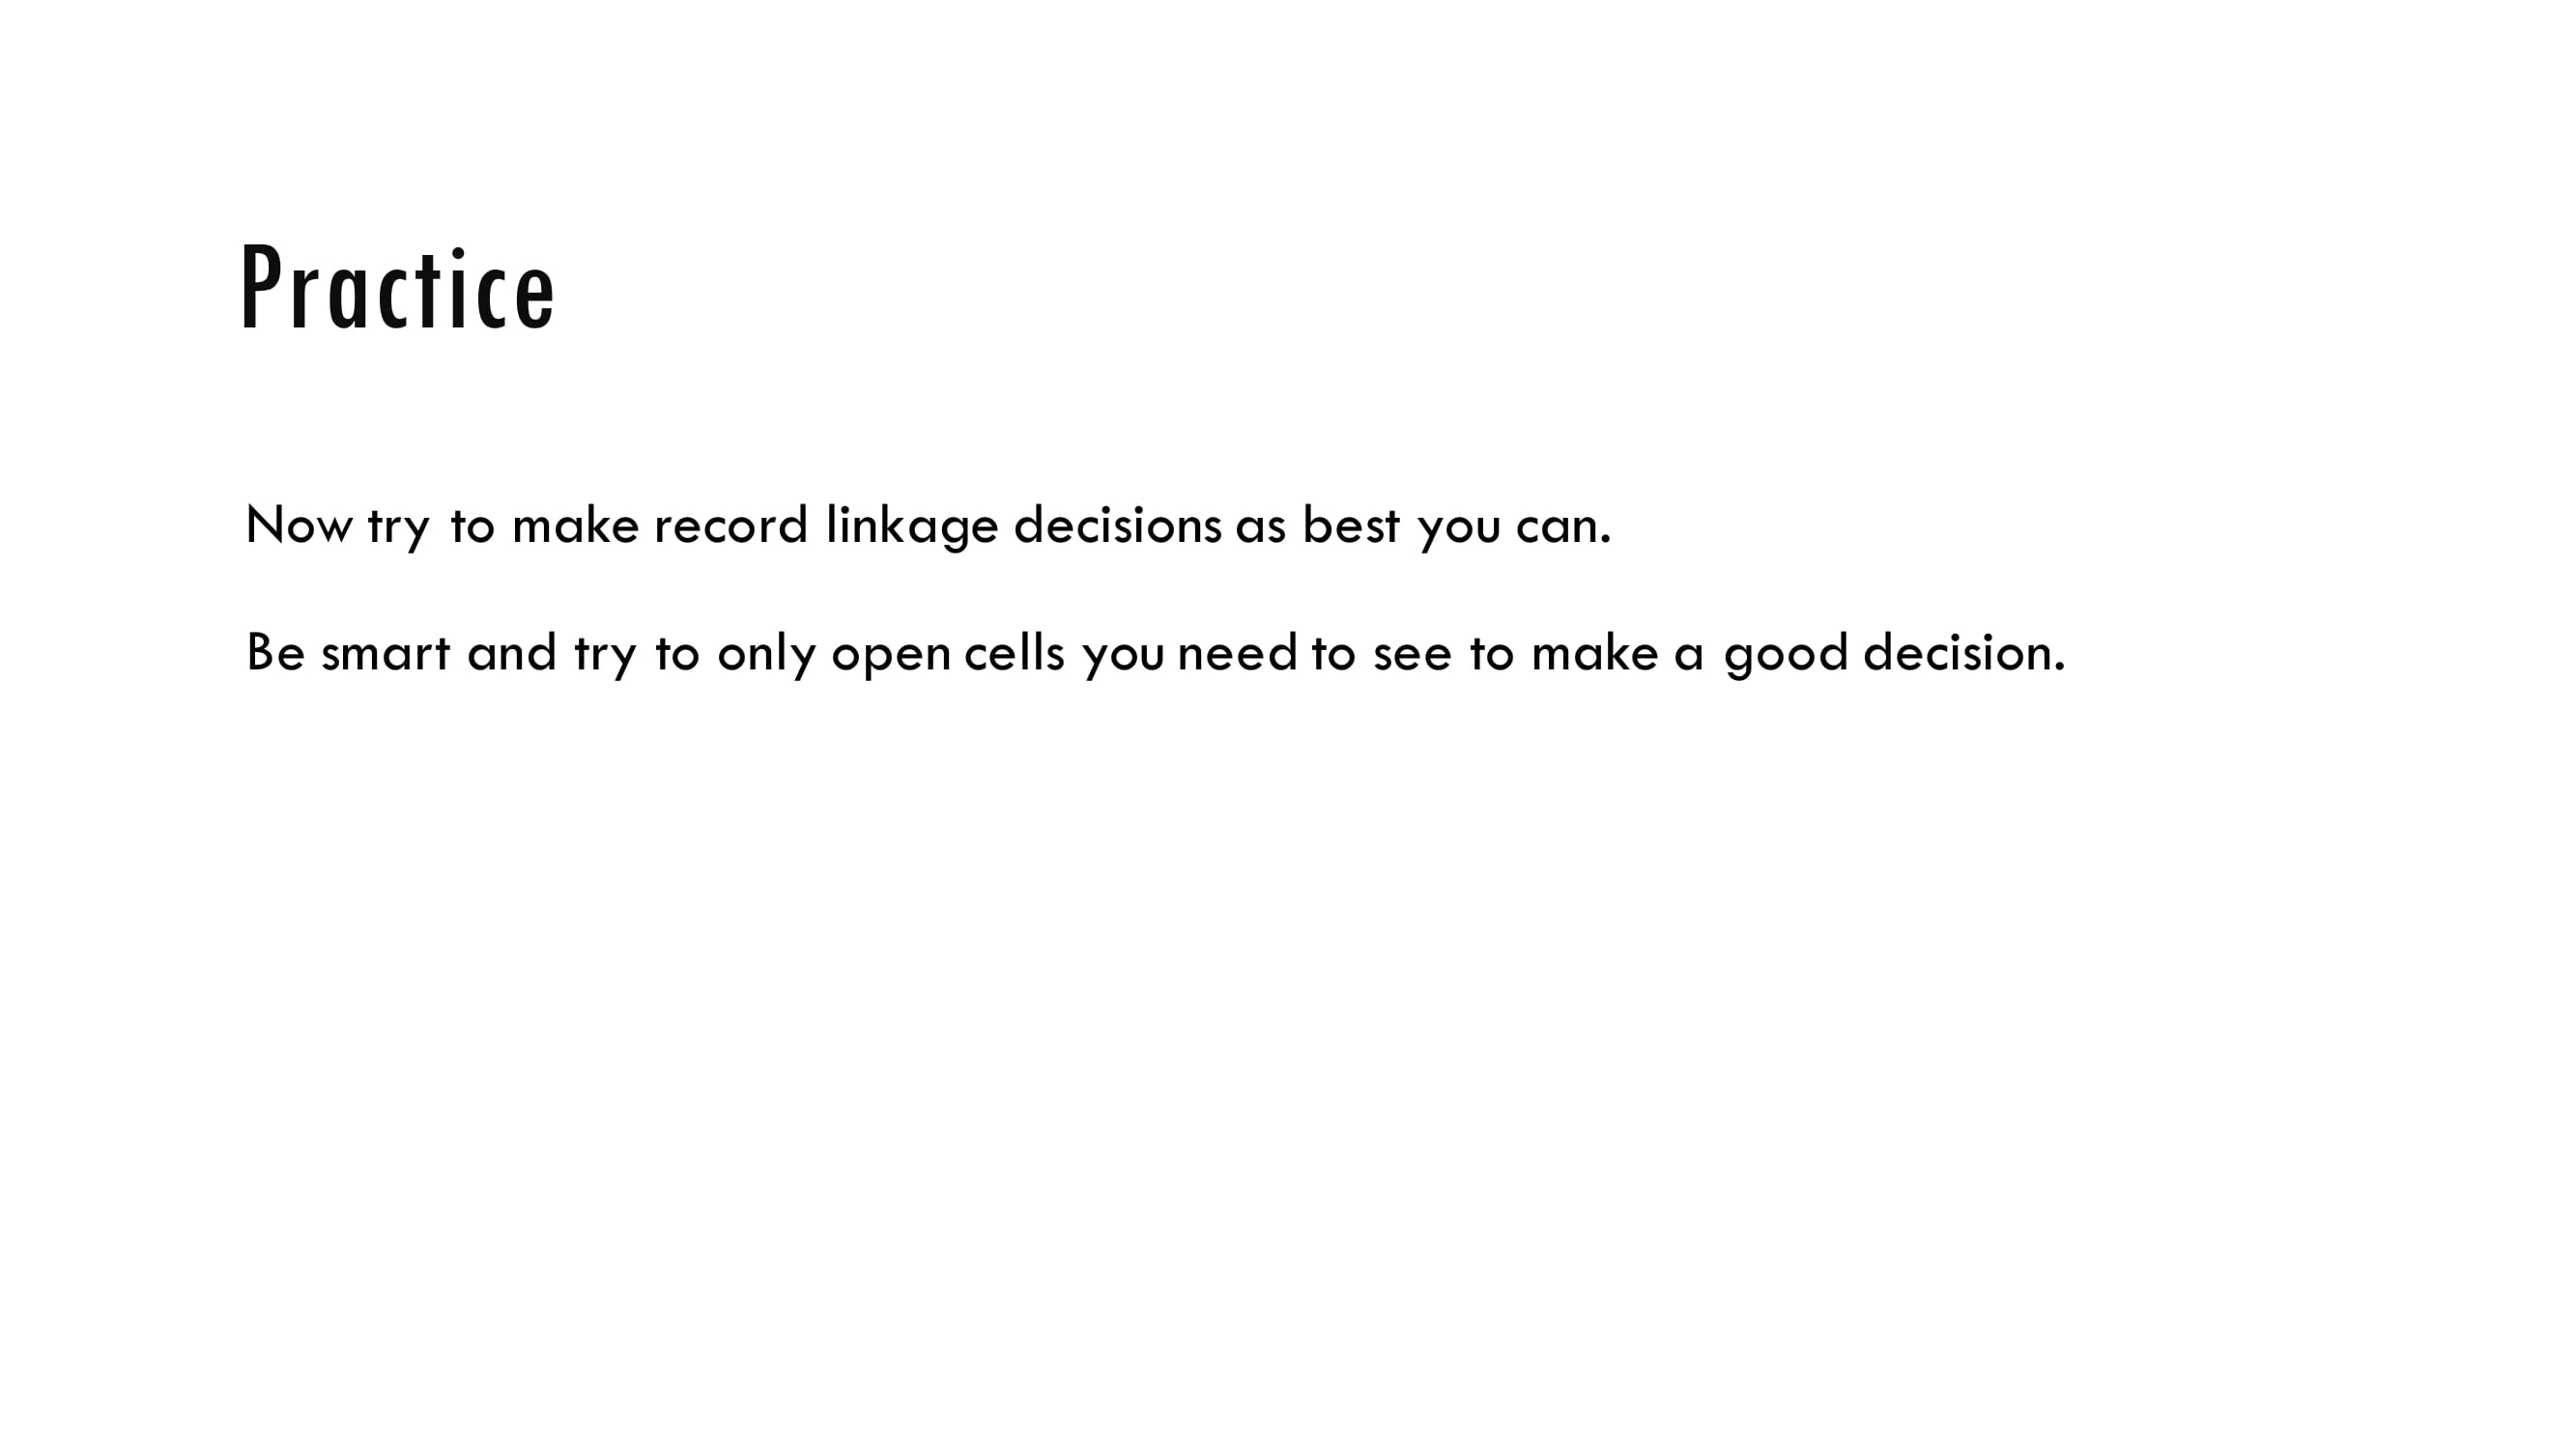 Practice
Now try to make record linkage decisions as best you can.
Be smart and try to only open cells you need to see to make a good decision.